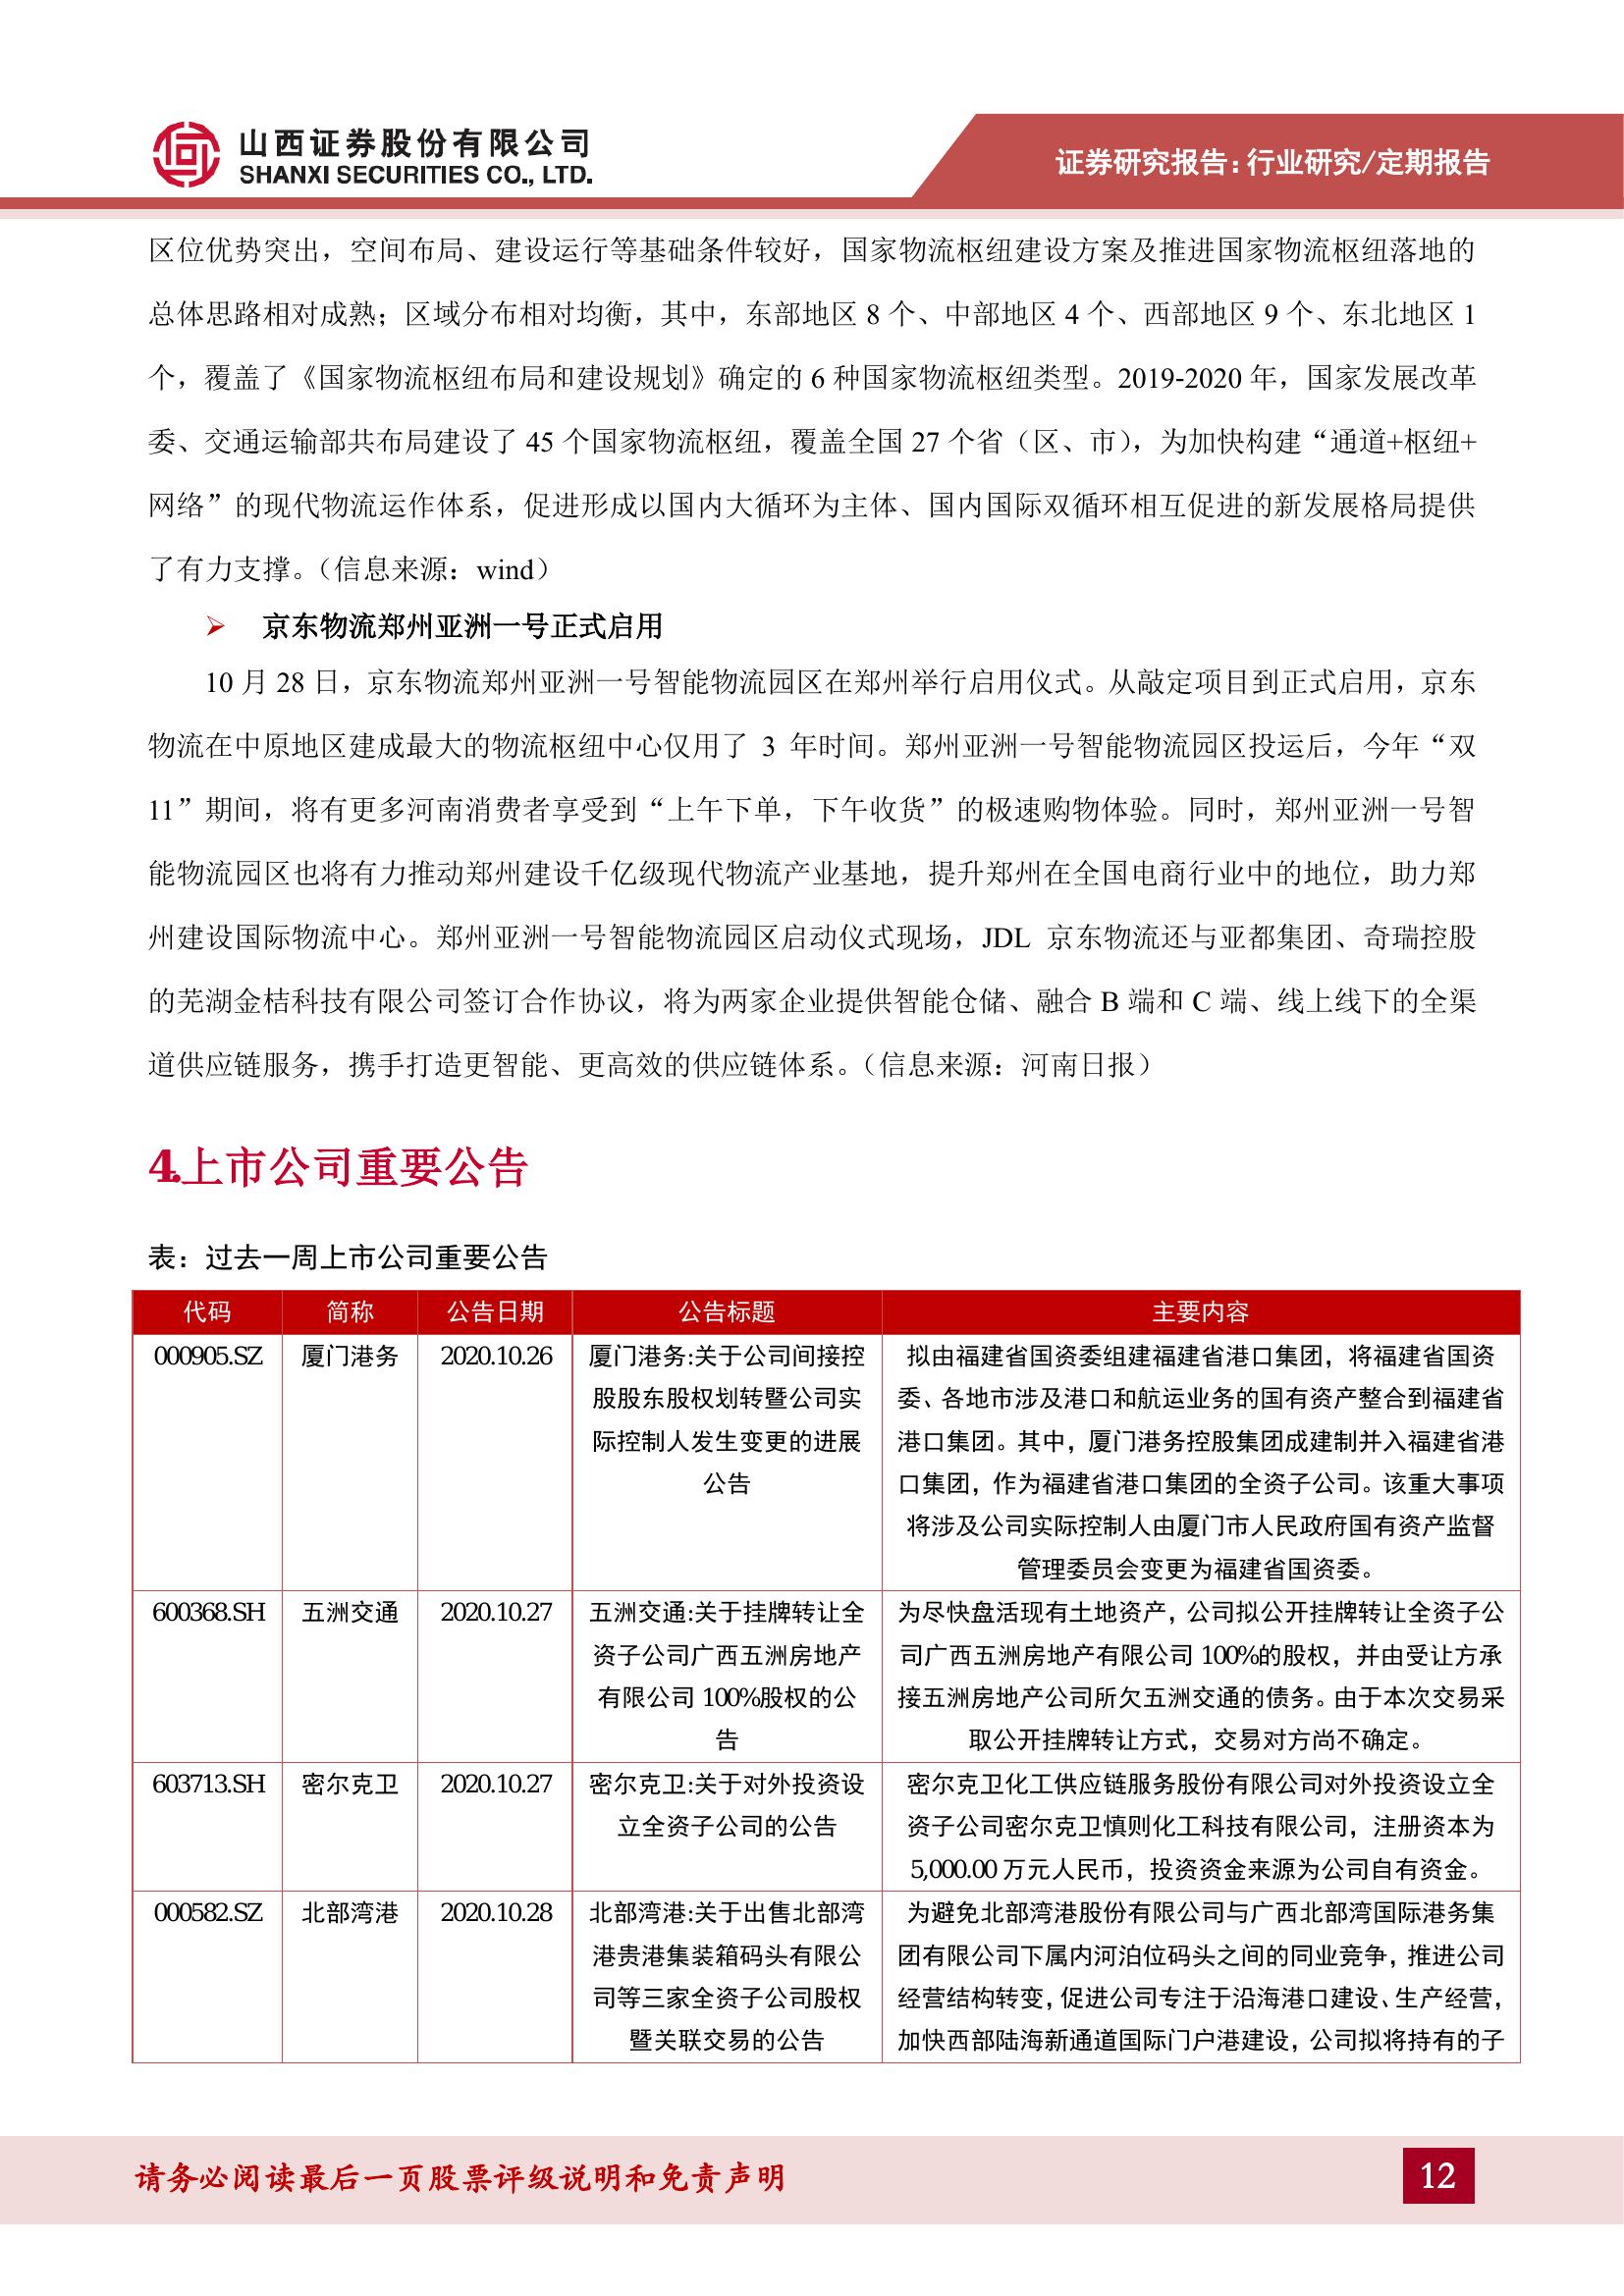 山西证券股份有限公司
SHANXI SECURITIES CO., LTD.
证券研究报告:行业研究/定期报告
区位优势突出，空间布局、建设运行等基础条件较好，国家物流枢纽建设方案及推进国家物流枢纽落地的
总体思路相对成熟；区域分布相对均衡，其中，东部地区 8 个、中部地区 4 个、西部地区 9 个、东北地区 1
个，覆盖了《国家物流枢纽布局和建设规划》确定的 6 种国家物流枢纽类型。2019-2020 年，国家发展改革
委、交通运输部共布局建设了 45 个国家物流枢纽，覆盖全国 27 个省（区、市），为加快构建“通道+枢纽+
网络”的现代物流运作体系，促进形成以国内大循环为主体、国内国际双循环相互促进的新发展格局提供
了有力支撑。（信息来源：wind）
➢ 京东物流郑州亚洲一号正式启用
10 月 28 日，京东物流郑州亚洲一号智能物流园区在郑州举行启用仪式。从敲定项目到正式启用，京东
物流在中原地区建成最大的物流枢纽中心仅用了 3 年时间。郑州亚洲一号智能物流园区投运后，今年“双
11”期间，将有更多河南消费者享受到“上午下单，下午收货”的极速购物体验。同时，郑州亚洲一号智
能物流园区也将有力推动郑州建设千亿级现代物流产业基地，提升郑州在全国电商行业中的地位，助力郑
州建设国际物流中心。郑州亚洲一号智能物流园区启动仪式现场，JDL 京东物流还与亚都集团、奇瑞控股
的芜湖金桔科技有限公司签订合作协议，将为两家企业提供智能仓储、融合 B 端和 C 端、线上线下的全渠
道供应链服务，携手打造更智能、更高效的供应链体系。（信息来源：河南日报）
4.上市公司重要公告
表：过去一周上市公司重要公告
代码 简称 公告日期 公告标题 主要内容
000905.SZ 厦门港务 2020.10.26 厦门港务:关于公司间接控 拟由福建省国资委组建福建省港口集团，将福建省国资
股股东股权划转暨公司实 委、各地市涉及港口和航运业务的国有资产整合到福建省
际控制人发生变更的进展 港口集团。其中，厦门港务控股集团成建制并入福建省港
公告 口集团，作为福建省港口集团的全资子公司。该重大事项
将涉及公司实际控制人由厦门市人民政府国有资产监督
管理委员会变更为福建省国资委。
600368.SH 五洲交通 2020.10.27 五洲交通:关于挂牌转让全 为尽快盘活现有土地资产，公司拟公开挂牌转让全资子公
资子公司广西五洲房地产 司广西五洲房地产有限公司 100%的股权，并由受让方承
有限公司 100%股权的公 接五洲房地产公司所欠五洲交通的债务。由于本次交易采
告 取公开挂牌转让方式，交易对方尚不确定。
603713.SH 密尔克卫 2020.10.27 密尔克卫:关于对外投资设 密尔克卫化工供应链服务股份有限公司对外投资设立全
立全资子公司的公告 资子公司密尔克卫慎则化工科技有限公司，注册资本为
5,000.00 万元人民币，投资资金来源为公司自有资金。
000582.SZ 北部湾港 2020.10.28 北部湾港:关于出售北部湾 为避免北部湾港股份有限公司与广西北部湾国际港务集
港贵港集装箱码头有限公 团有限公司下属内河泊位码头之间的同业竞争，推进公司
司等三家全资子公司股权 经营结构转变，促进公司专注于沿海港口建设、生产经营，
暨关联交易的公告 加快西部陆海新通道国际门户港建设，公司拟将持有的子
请务必阅读最后一页股票评级说明和免责声明
12